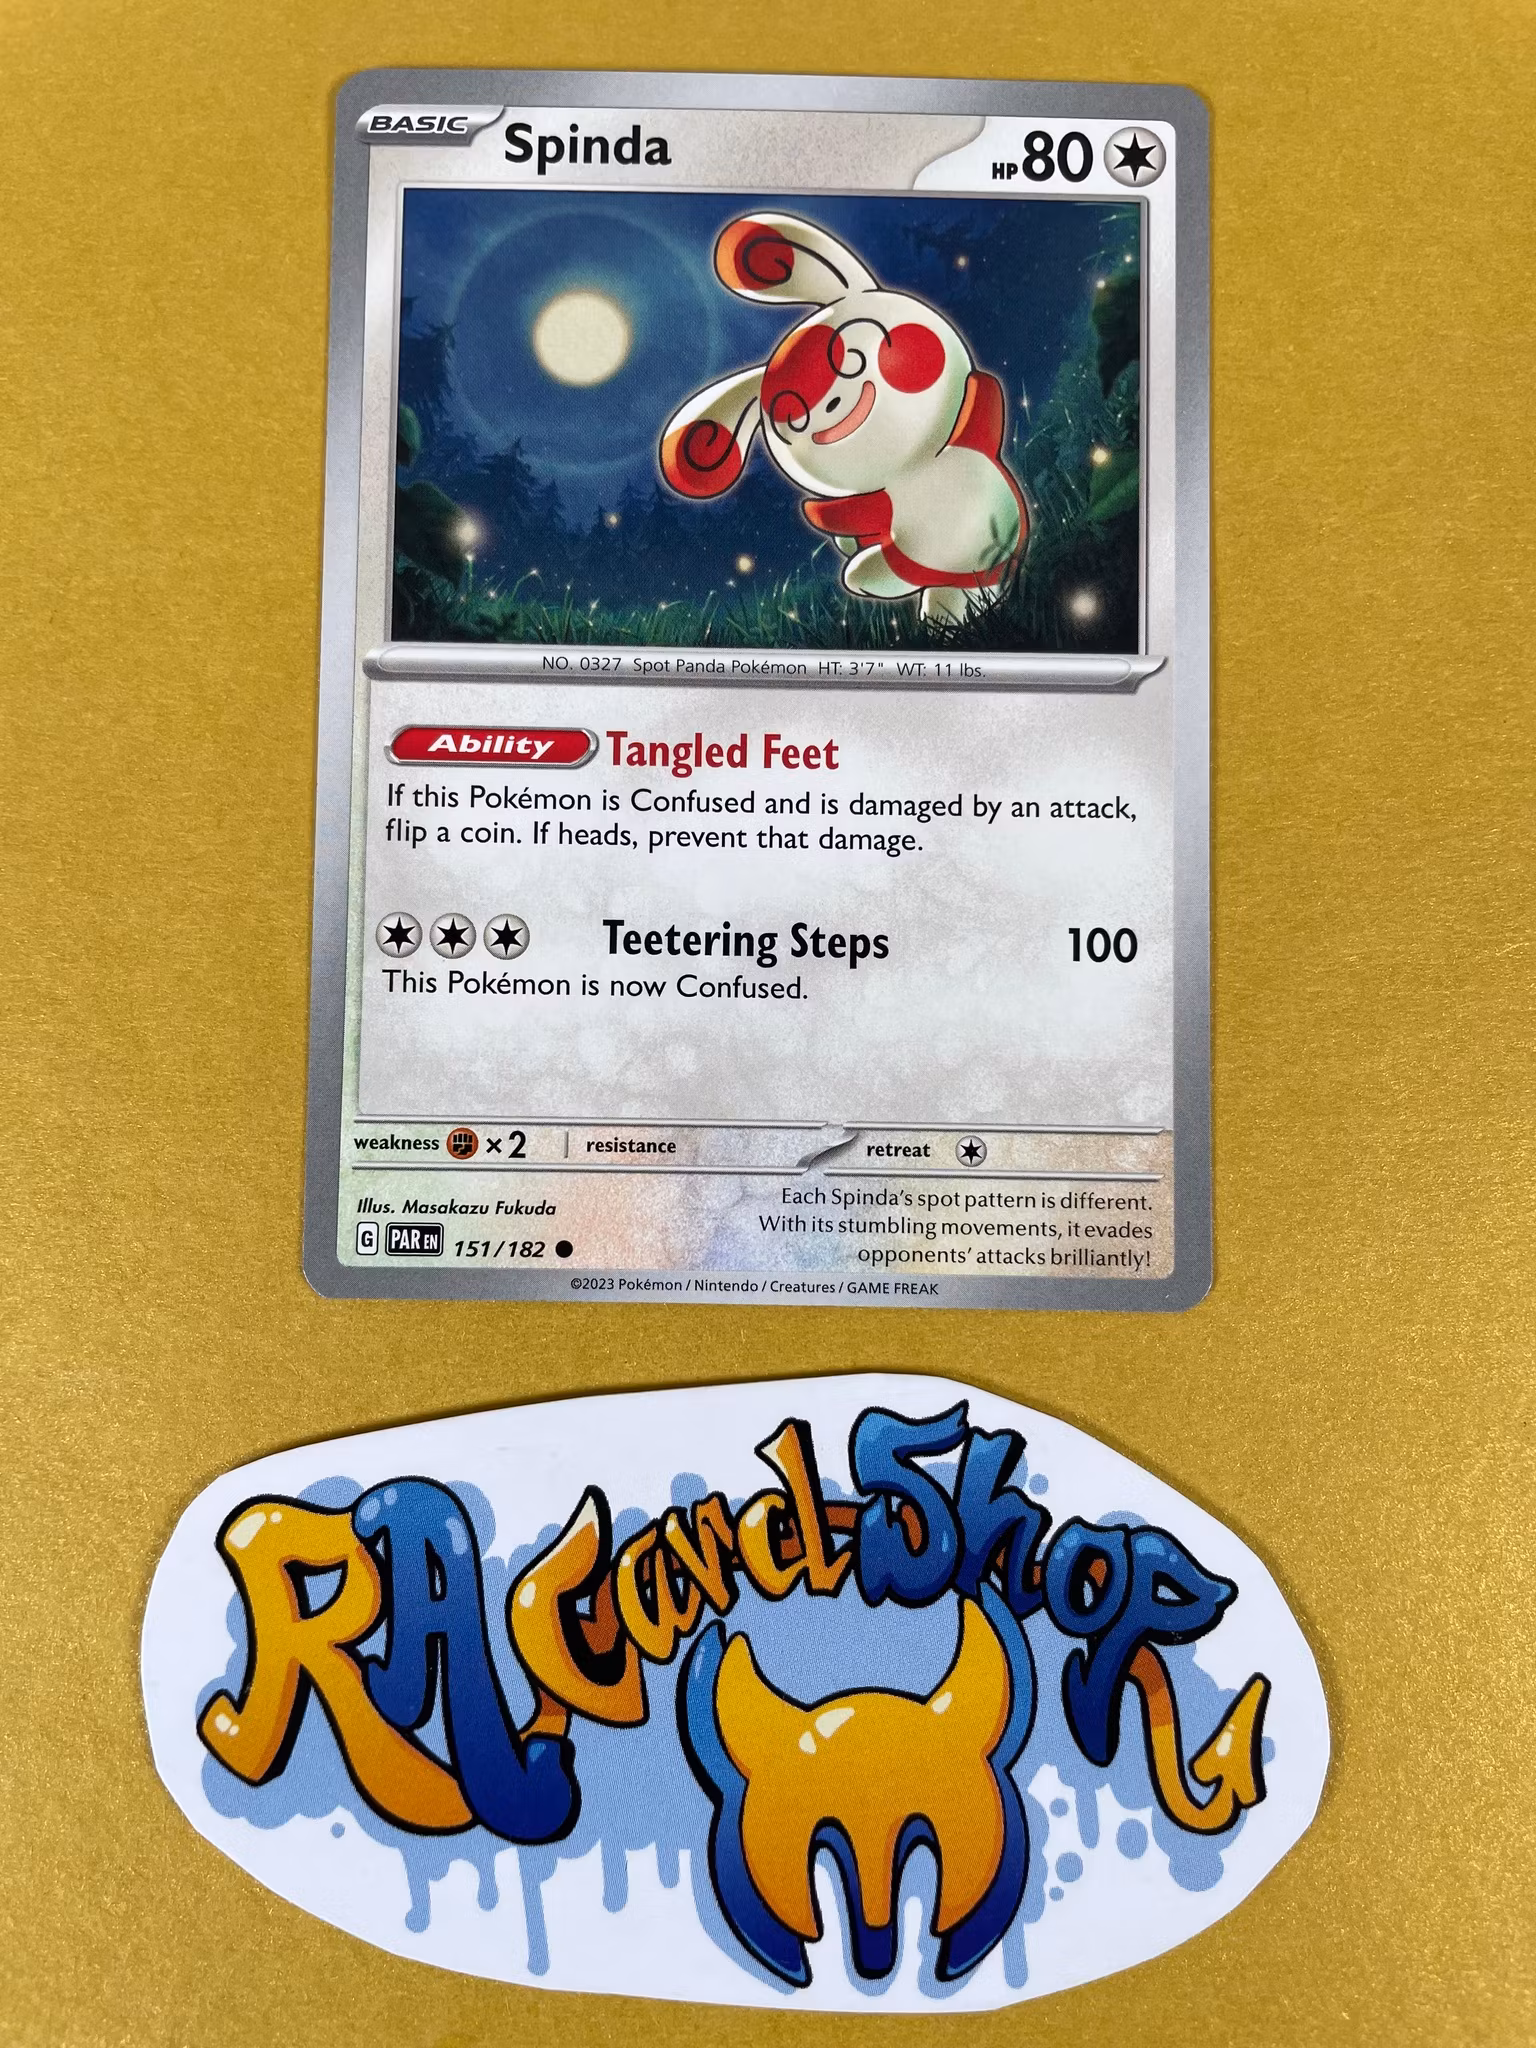 BASIC Spinda HP 80
NO. 0327 Spot Panda Pokémon HT: 3'7" WT: 11 lbs.
Ability Tangled Feet
If this Pokémon is Confused and is damaged by an attack,
flip a coin. If heads, prevent that damage.
Teetering Steps 100
This Pokémon is now Confused.
weakness ×2 resistance retreat
Illus. Masakazu Fukuda
G PAR EN 151/182
Each Spinda's spot pattern is different.
With its stumbling movements, it evades
opponents' attacks brilliantly!
©2023 Pokémon / Nintendo / Creatures / GAME FREAK
RA CardShop